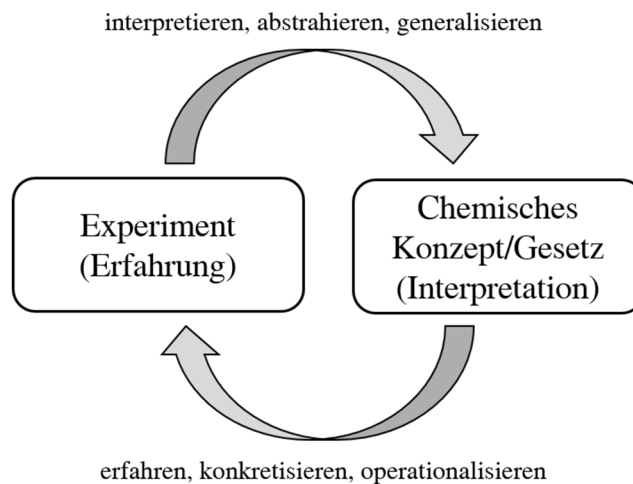 interpretieren, abstrahieren, generalisieren
Experiment
(Erfahrung)
Chemisches
Konzept/Gesetz
(Interpretation)
erfahren, konkretisieren, operationalisieren